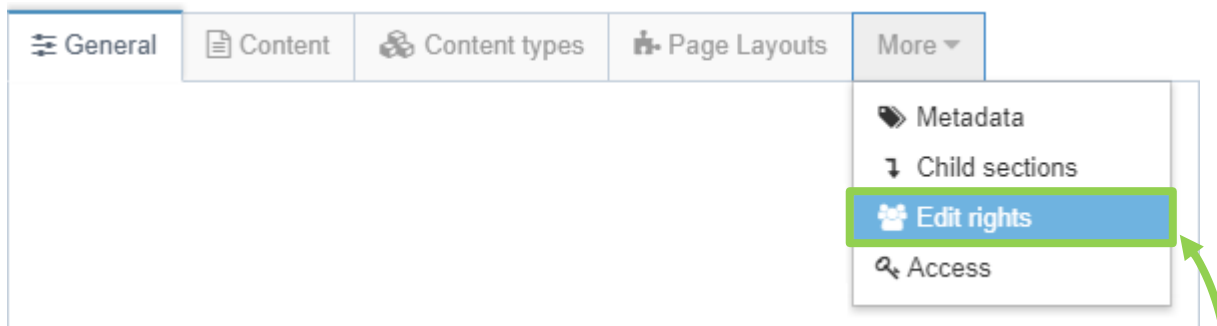 General Content Content types Page Layouts More
Metadata
Child sections
Edit rights
Access